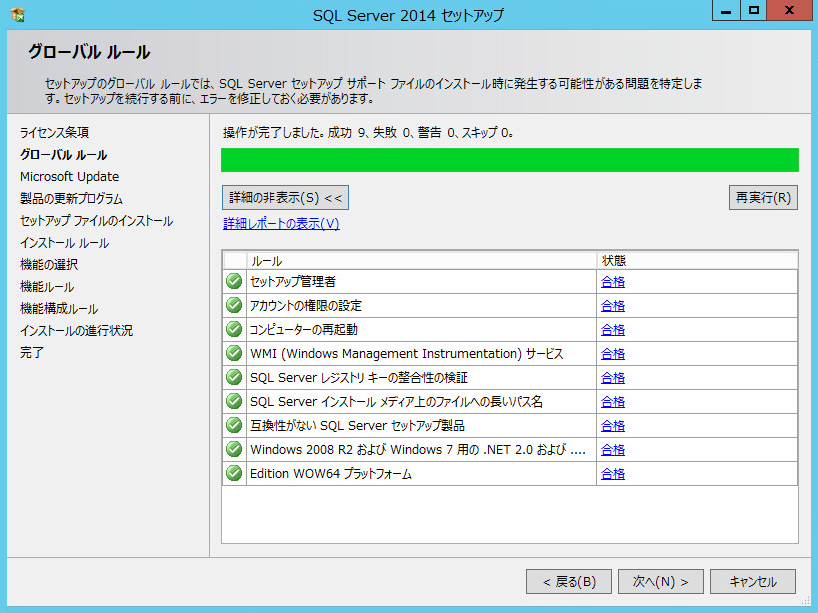 SQL Server 2014 セットアップ
グローバル ルール
セットアップのグローバル ルールでは、SQL Server セットアップ サポート ファイルのインストール時に発生する可能性がある問題を特定しま
す。セットアップを続行する前に、エラーを修正しておく必要があります。
ライセンス条項
グローバル ルール
Microsoft Update
製品の更新プログラム
セットアップ ファイルのインストール
インストール ルール
機能の選択
機能ルール
機能構成ルール
インストールの進行状況
完了
操作が完了しました。成功 9、失敗 0、警告 0、スキップ 0。
詳細の非表示(S) <<
再実行(R)
詳細レポートの表示(V)
ルール 状態
セットアップ管理者 合格
アカウントの権限の設定 合格
コンピューターの再起動 合格
WMI (Windows Management Instrumentation) サービス 合格
SQL Server レジストリ キーの整合性の検証 合格
SQL Server インストール メディア上のファイルへの長いパス名 合格
互換性がない SQL Server セットアップ製品 合格
Windows 2008 R2 および Windows 7 用の .NET 2.0 および .... 合格
Edition WOW64 プラットフォーム 合格
< 戻る(B)
次へ(N) >
キャンセル